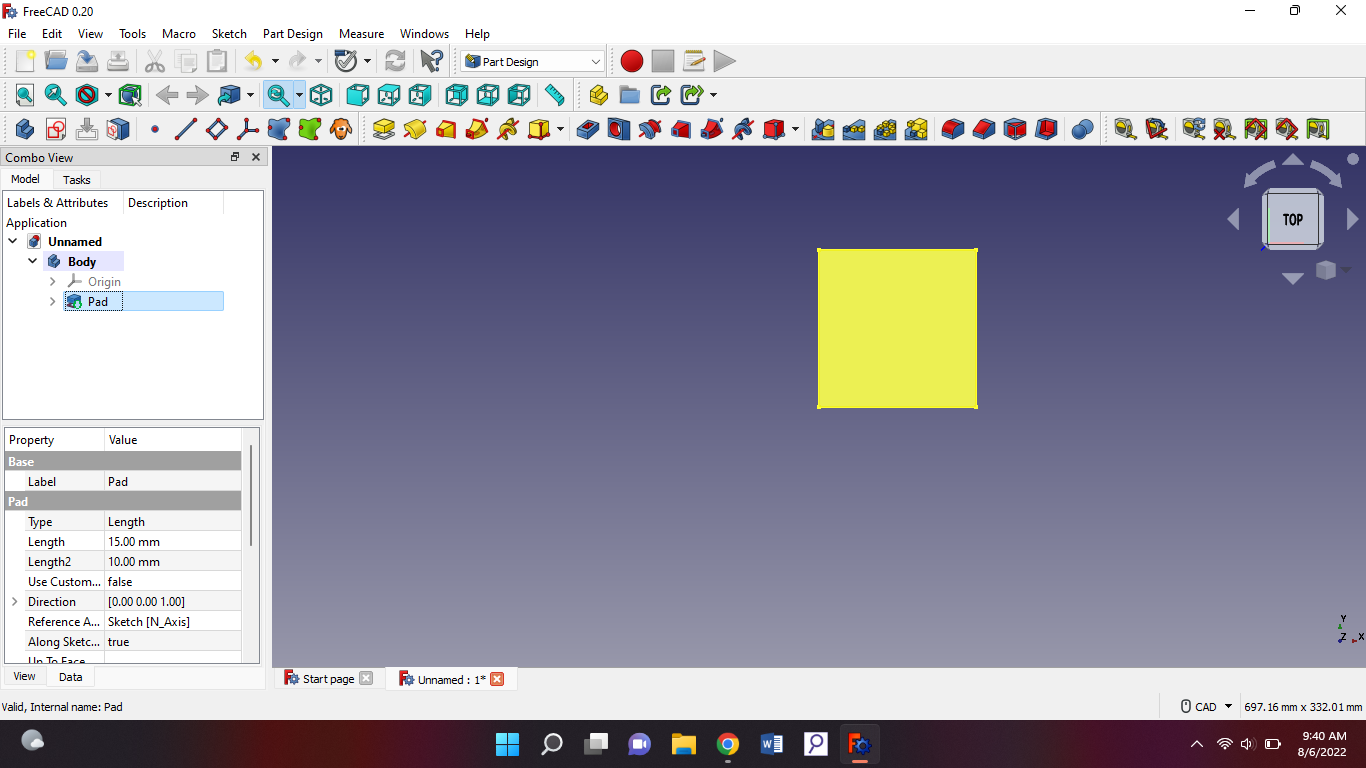 FreeCAD 0.20
File Edit View Tools Macro Sketch Part Design Measure Windows Help
Part Design
Combo View
Model Tasks
Labels & Attributes Description
Application
Unnamed
Body
Origin
Pad
TOP
Property Value
Base
Label Pad
Pad
Type Length
Length 15.00 mm
Length2 10.00 mm
Use Custom... false
Direction [0.00 0.00 1.00]
Reference A... Sketch [N_Axis]
Along Sketc... true
Up To Face
Y
Z X
View Data
Start page Unnamed : 1*
Valid, Internal name: Pad
CAD 697.16 mm x 332.01 mm
9:40 AM
8/6/2022